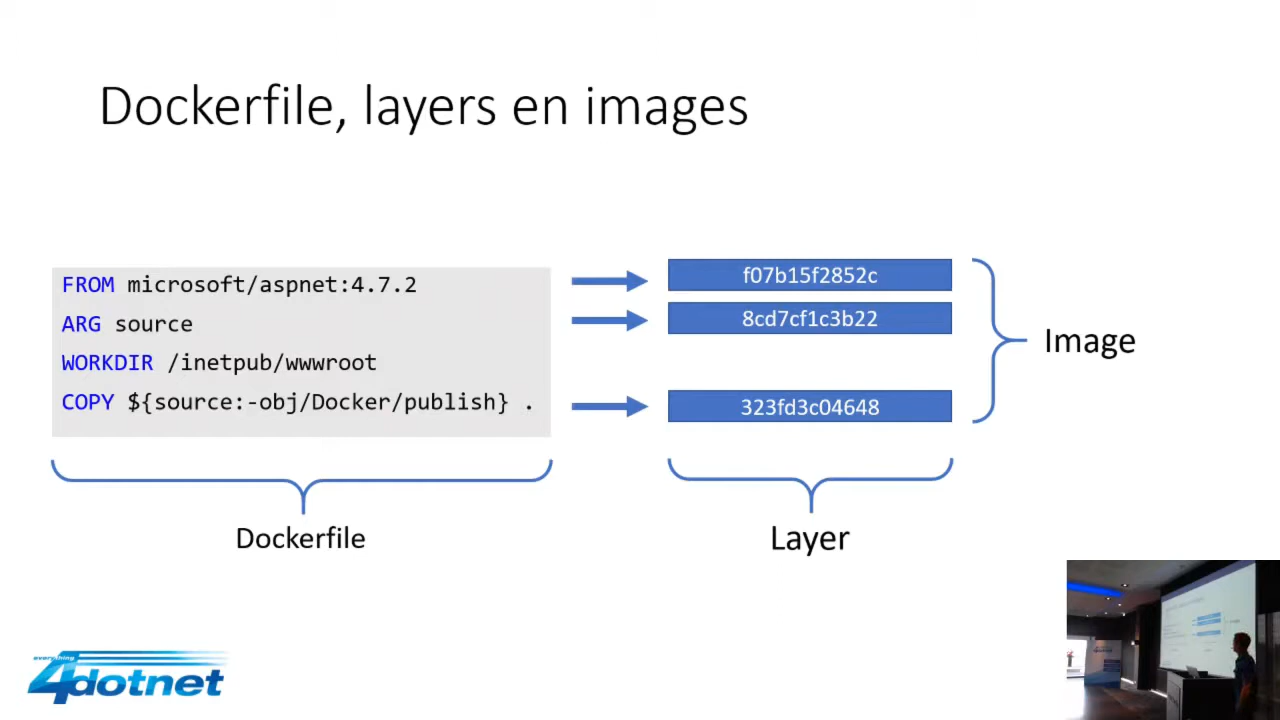 Dockerfile, layers en images
FROM microsoft/aspnet:4.7.2
ARG source
WORKDIR /inetpub/wwwroot
COPY ${source:-obj/Docker/publish} .
f07b15f2852c
8cd7cf1c3b22
323fd3c04648
Image
Dockerfile
Layer
everything
4dotnet